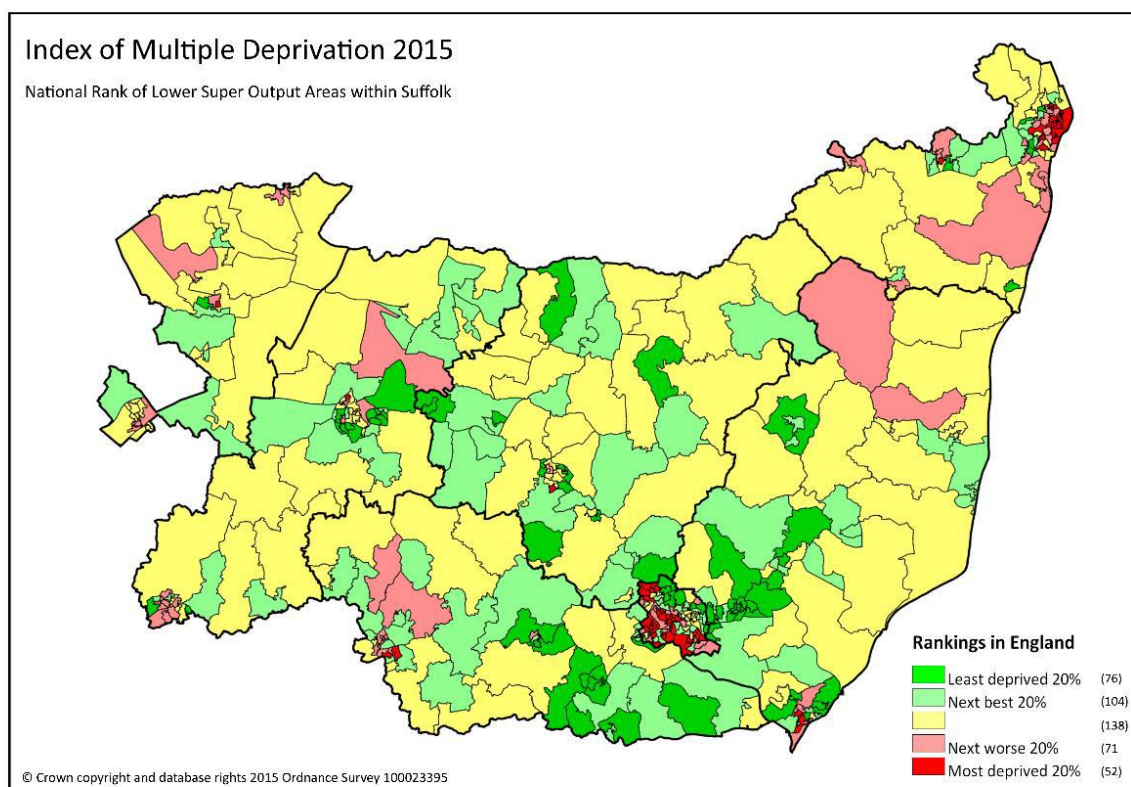 Index of Multiple Deprivation 2015
National Rank of Lower Super Output Areas within Suffolk
Rankings in England
Least deprived 20% (76)
Next best 20% (104)
(138)
Next worse 20% (71
Most deprived 20% (52)
© Crown copyright and database rights 2015 Ordnance Survey 100023395